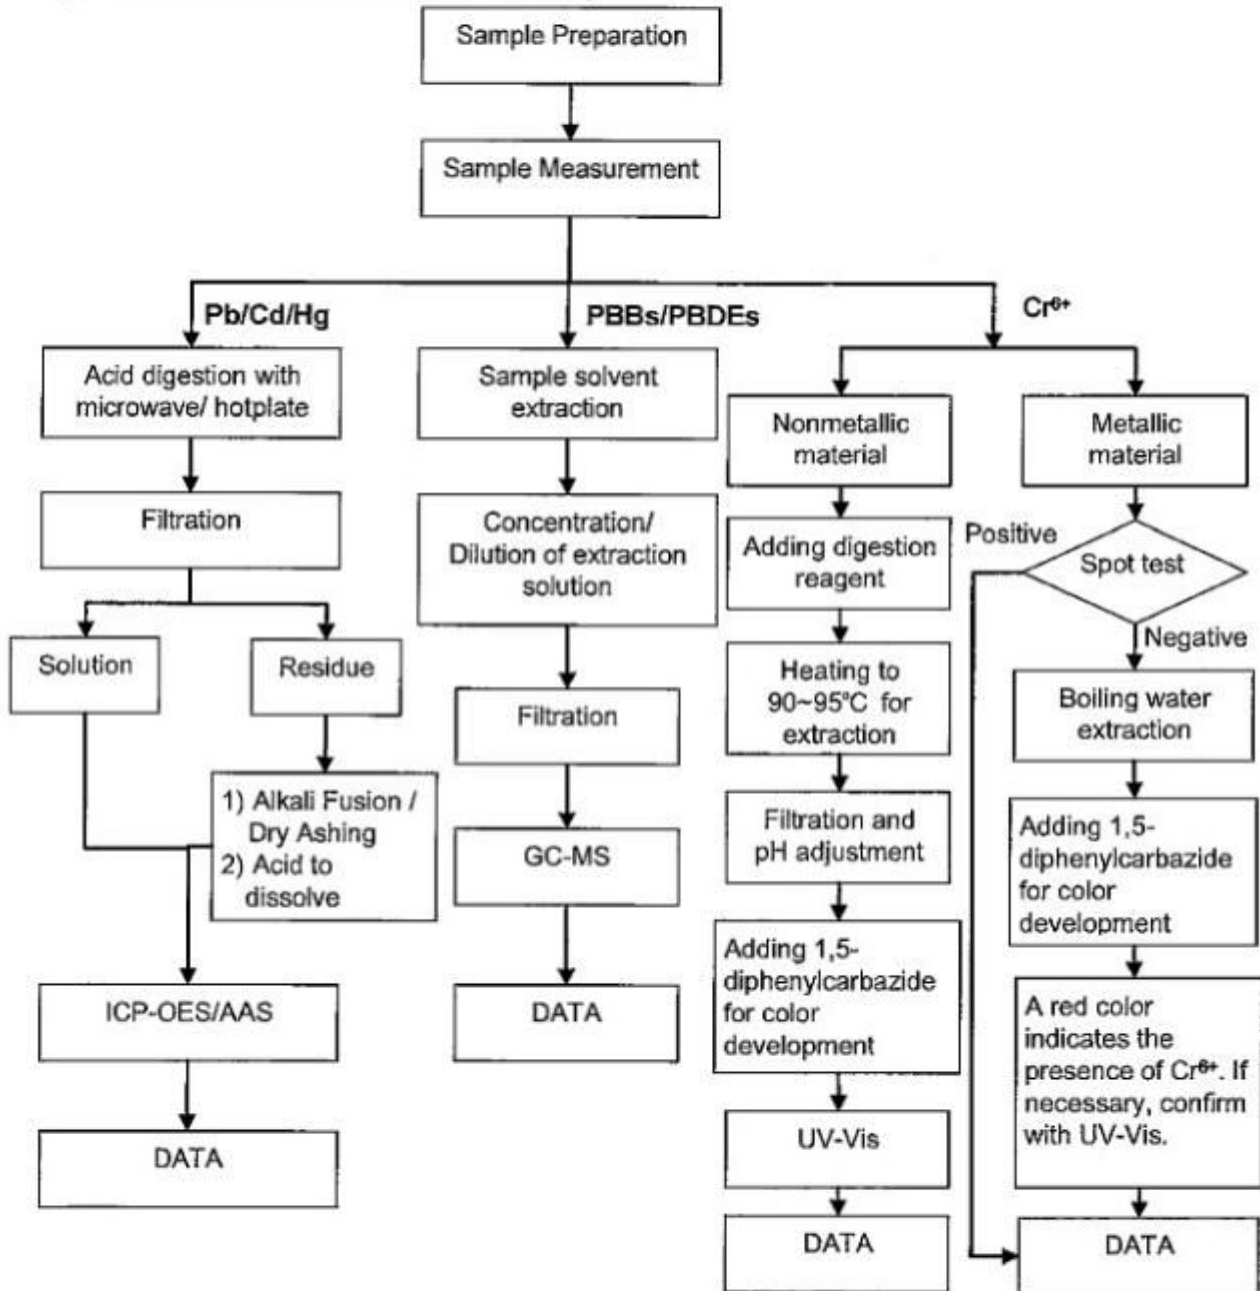 Sample Preparation
Sample Measurement
Pb/Cd/Hg
PBBs/PBDEs
Cr⁶⁺
Acid digestion with
microwave/ hotplate
Filtration
Solution
Residue
1) Alkali Fusion /
Dry Ashing
2) Acid to
dissolve
ICP-OES/AAS
DATA
Sample solvent
extraction
Concentration/
Dilution of extraction
solution
Filtration
GC-MS
DATA
Nonmetallic
material
Adding digestion
reagent
Heating to
90~95°C for
extraction
Filtration and
pH adjustment
Adding 1,5-
diphenylcarbazide
for color
development
UV-Vis
DATA
Metallic
material
Positive
Spot test
Negative
Boiling water
extraction
Adding 1,5-
diphenylcarbazide
for color
development
A red color
indicates the
presence of Cr⁶⁺. If
necessary, confirm
with UV-Vis.
DATA